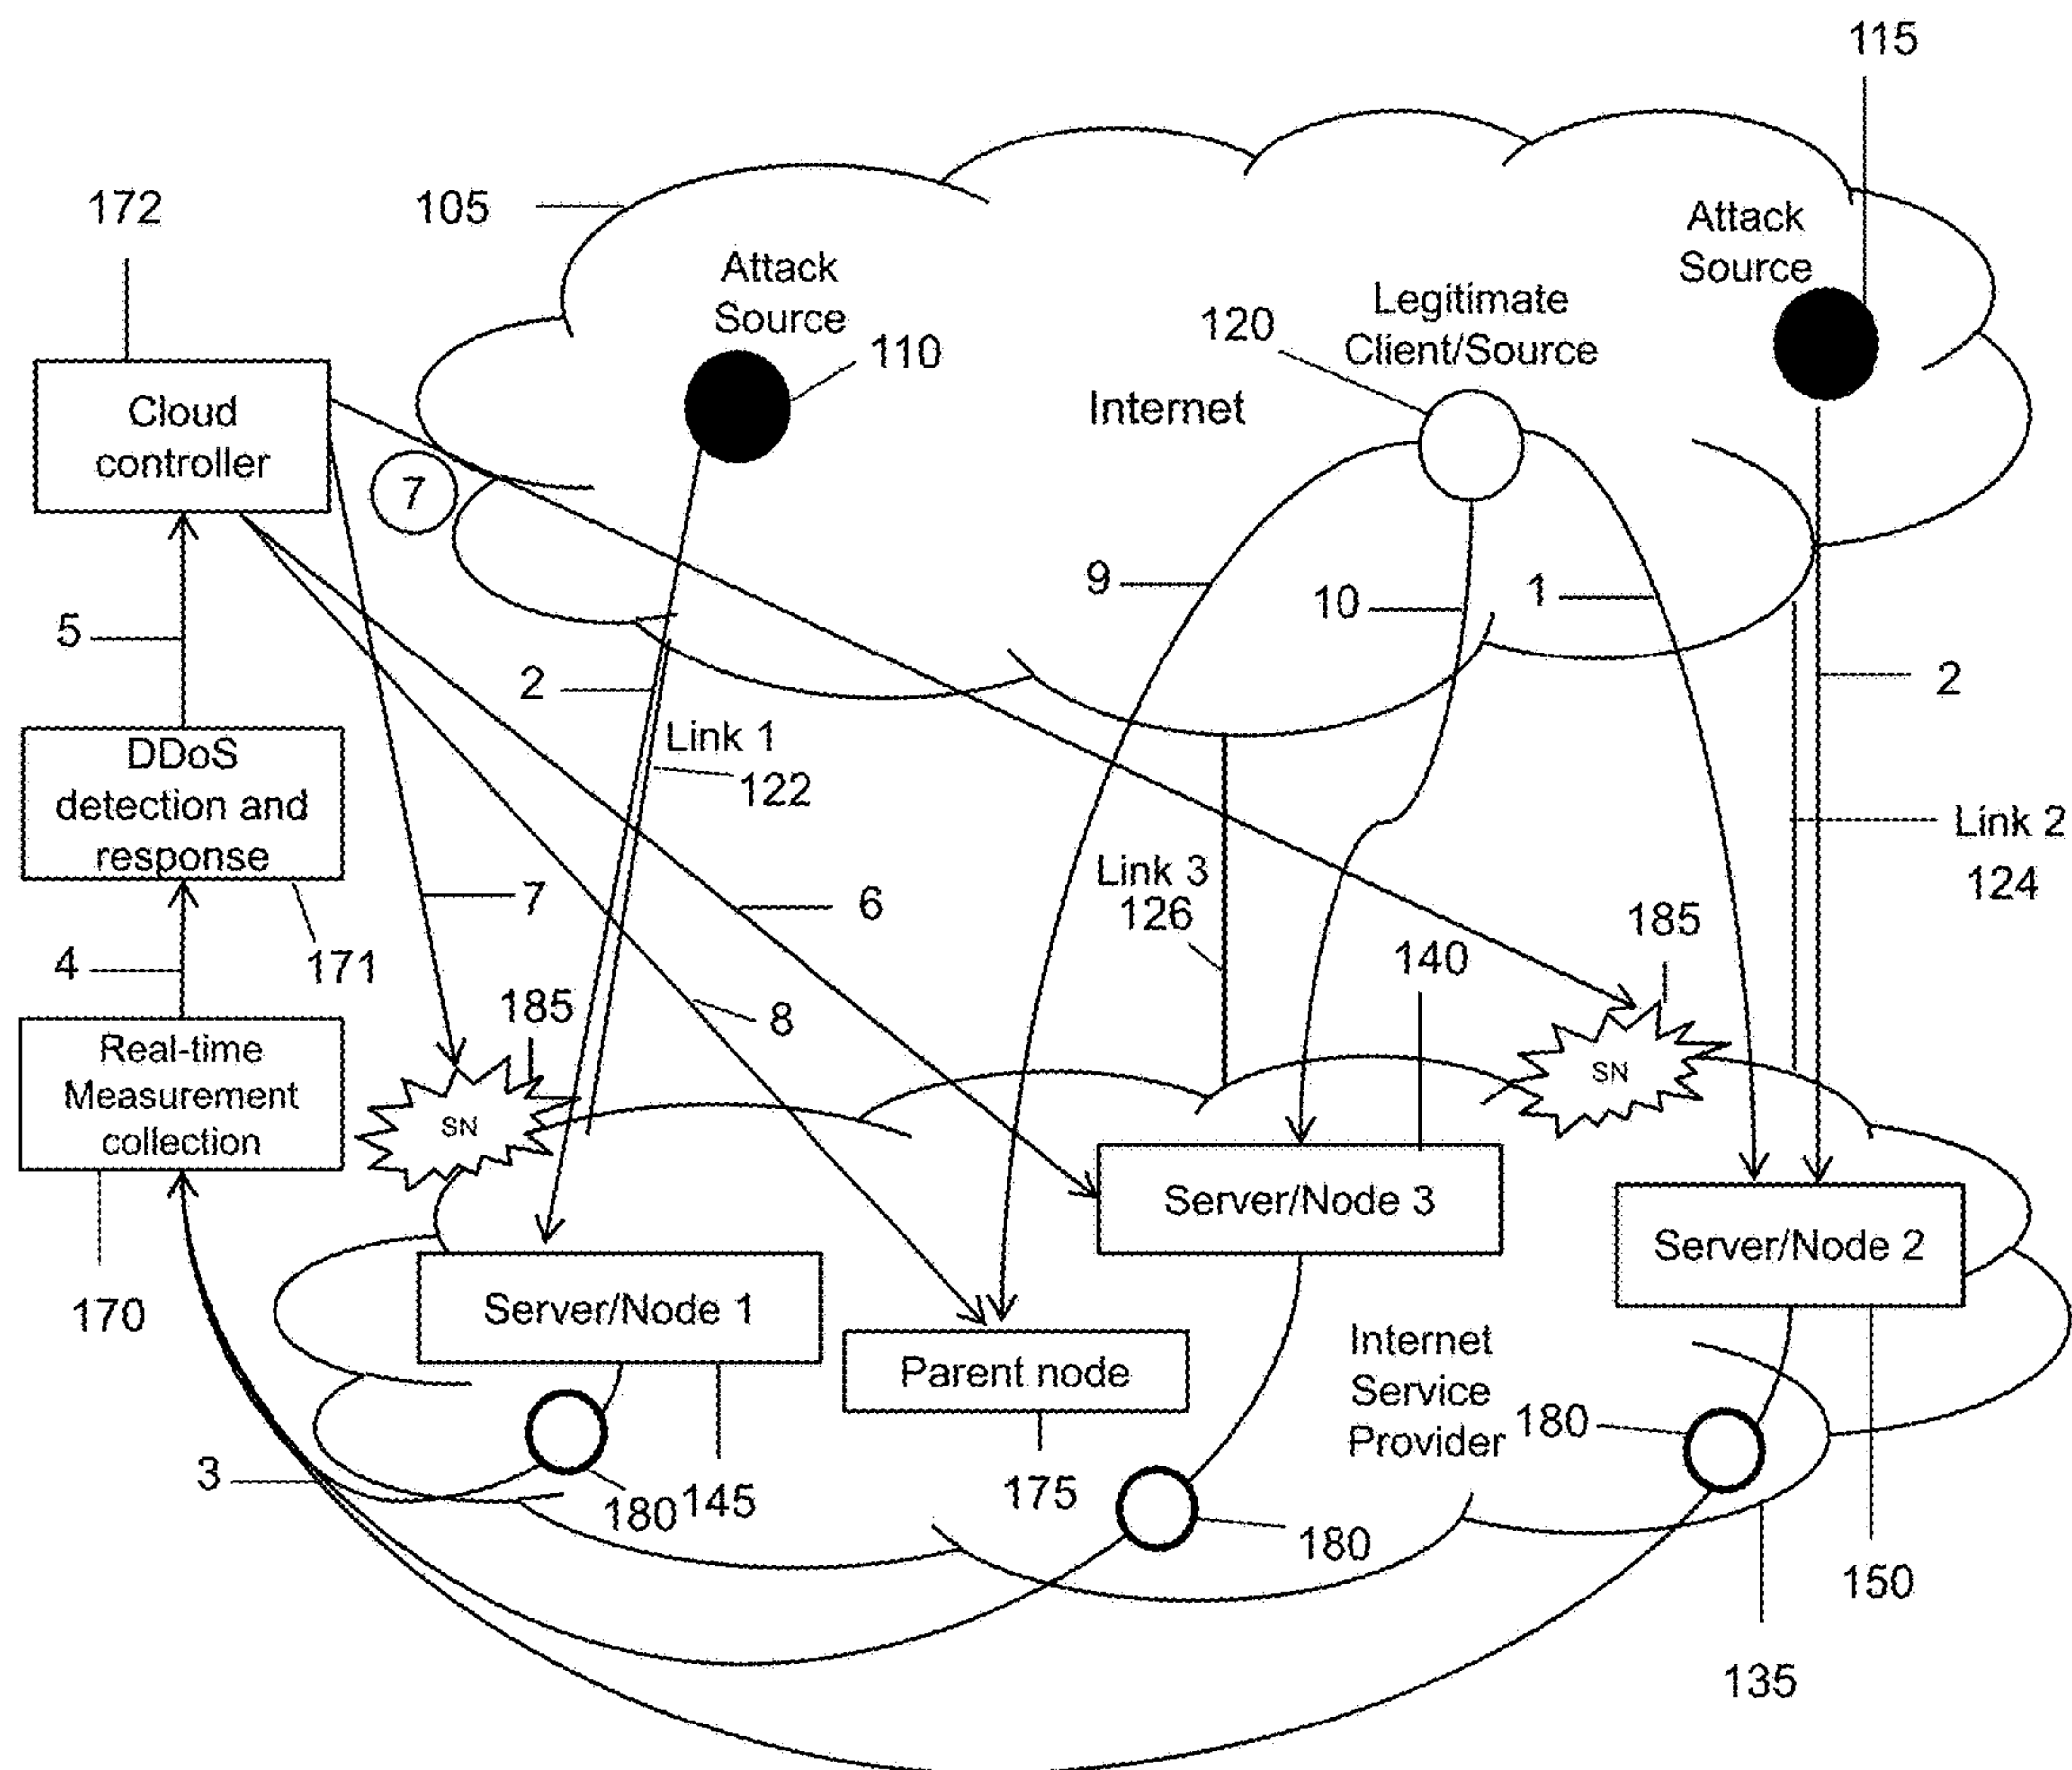 115
172
105
Attack
Source
Attack
Source
110
120
Legitimate
Client/Source
Internet
Cloud
controller
7
9
10
1
5
2
2
Link 1
122
DDoS
detection and
response
Link 2
124
7
6
Link 3
126
185
140
4
171
185
8
Real-time
Measurement
collection
SN
SN
Server/Node 3
Server/Node 2
170
Server/Node 1
Parent node
Internet
Service
Provider
180
3
180
145
175
180
150
135